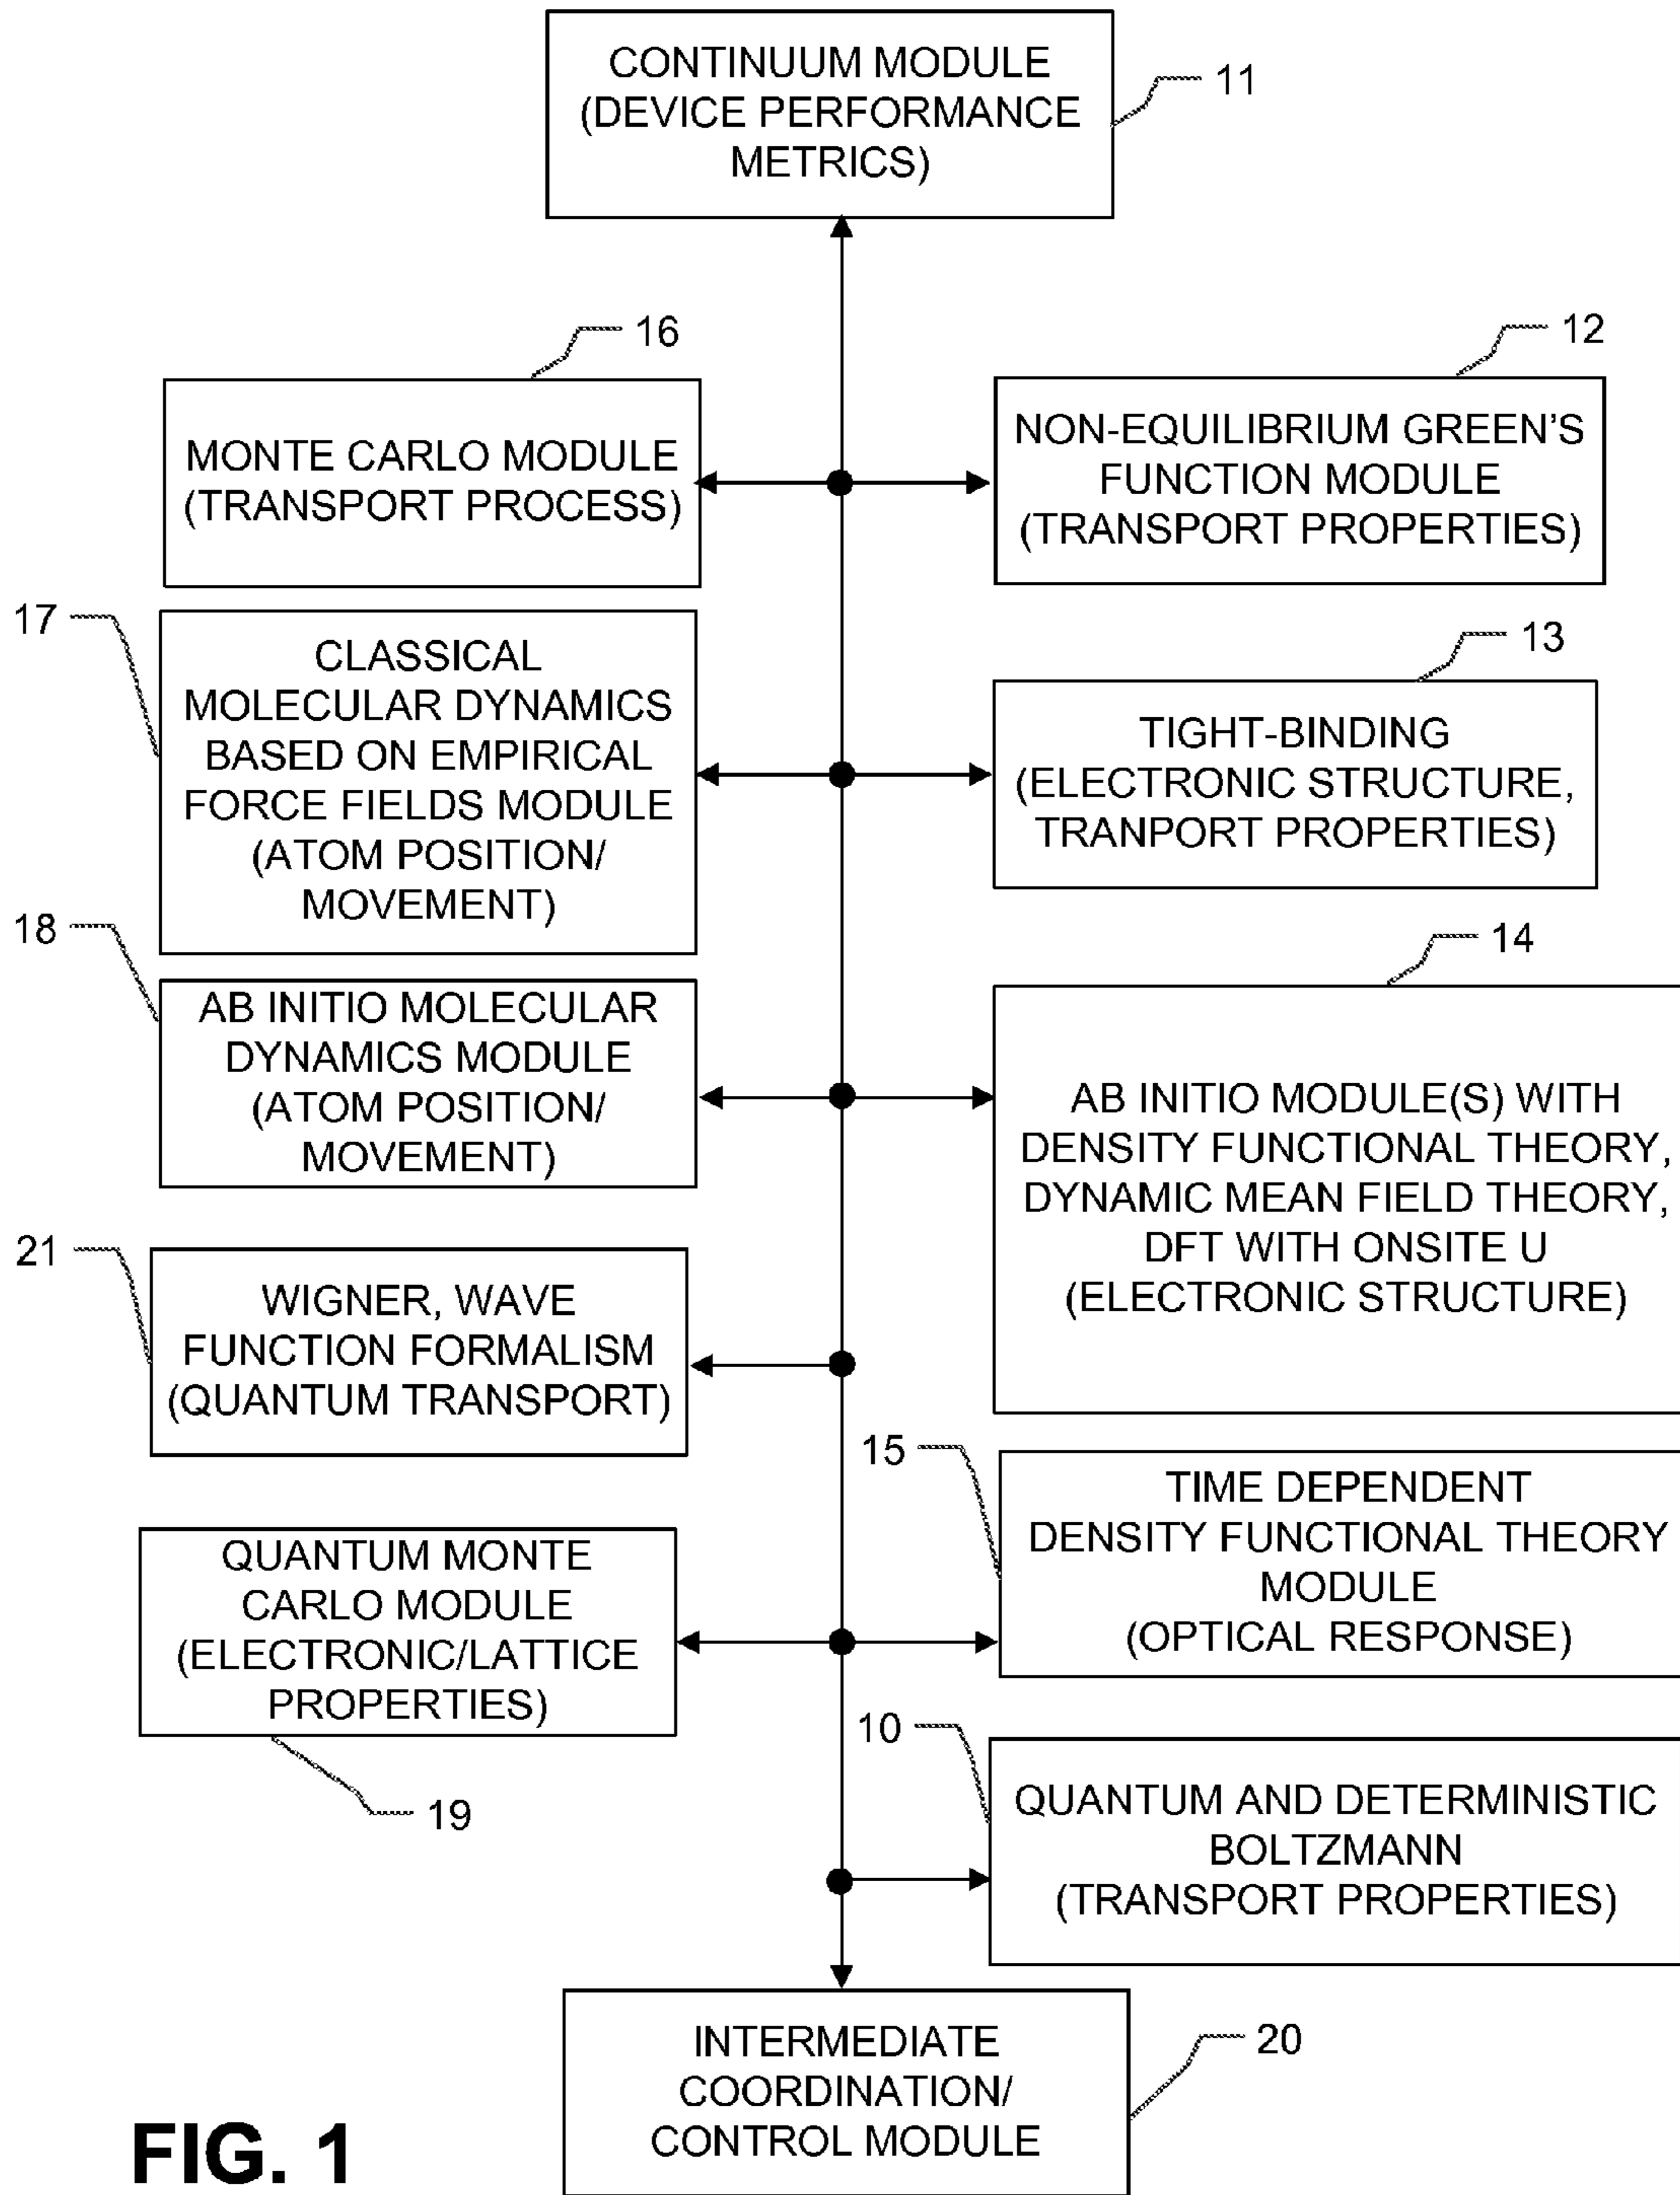 CONTINUUM MODULE
(DEVICE PERFORMANCE
METRICS)
11
16
MONTE CARLO MODULE
(TRANSPORT PROCESS)
12
NON-EQUILIBRIUM GREEN'S
FUNCTION MODULE
(TRANSPORT PROPERTIES)
17
CLASSICAL
MOLECULAR DYNAMICS
BASED ON EMPIRICAL
FORCE FIELDS MODULE
(ATOM POSITION/
MOVEMENT)
13
TIGHT-BINDING
(ELECTRONIC STRUCTURE,
TRANPORT PROPERTIES)
18
AB INITIO MOLECULAR
DYNAMICS MODULE
(ATOM POSITION/
MOVEMENT)
14
AB INITIO MODULE(S) WITH
DENSITY FUNCTIONAL THEORY,
DYNAMIC MEAN FIELD THEORY,
DFT WITH ONSITE U
(ELECTRONIC STRUCTURE)
21
WIGNER, WAVE
FUNCTION FORMALISM
(QUANTUM TRANSPORT)
15
TIME DEPENDENT
DENSITY FUNCTIONAL THEORY
MODULE
(OPTICAL RESPONSE)
QUANTUM MONTE
CARLO MODULE
(ELECTRONIC/LATTICE
PROPERTIES)
19
10
QUANTUM AND DETERMINISTIC
BOLTZMANN
(TRANSPORT PROPERTIES)
INTERMEDIATE
COORDINATION/
CONTROL MODULE
20
FIG. 1